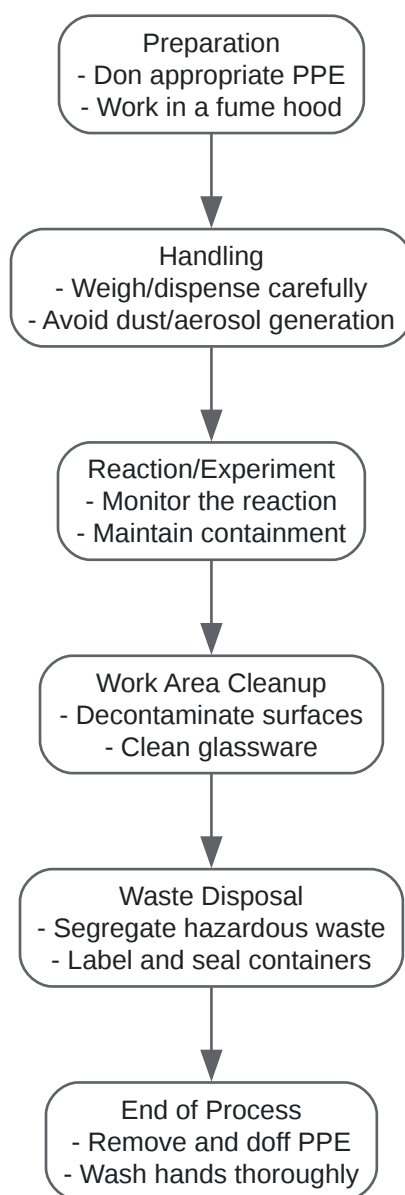 Preparation
- Don appropriate PPE
- Work in a fume hood
Handling
- Weigh/dispense carefully
- Avoid dust/aerosol generation
Reaction/Experiment
- Monitor the reaction
- Maintain containment
Work Area Cleanup
- Decontaminate surfaces
- Clean glassware
Waste Disposal
- Segregate hazardous waste
- Label and seal containers
End of Process
- Remove and doff PPE
- Wash hands thoroughly